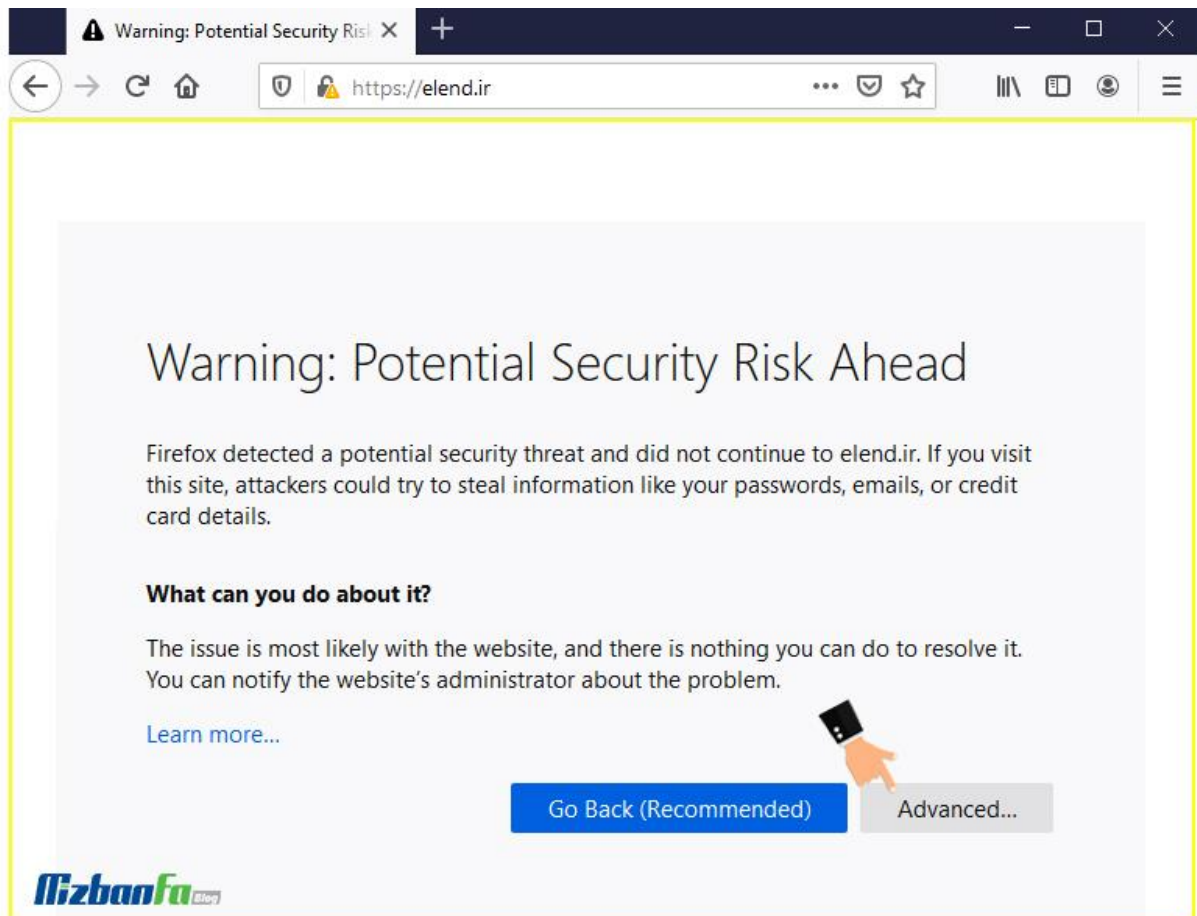 Warning: Potential Security Ris
https://elend.ir
Warning: Potential Security Risk Ahead
Firefox detected a potential security threat and did not continue to elend.ir. If you visit
this site, attackers could try to steal information like your passwords, emails, or credit
card details.
What can you do about it?
The issue is most likely with the website, and there is nothing you can do to resolve it.
You can notify the website's administrator about the problem.
Learn more...
Go Back (Recommended)
Advanced...
MizbanFa Blog